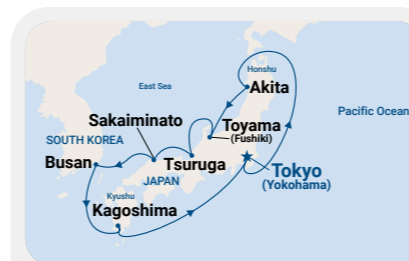 Honshu
East Sea
Akita
Pacific Ocean
Sakaiminato
Toyama
(Fushiki)
SOUTH KOREA
Busan
Tsuruga
Tokyo
(Yokohama)
JAPAN
Kyushu
Kagoshima